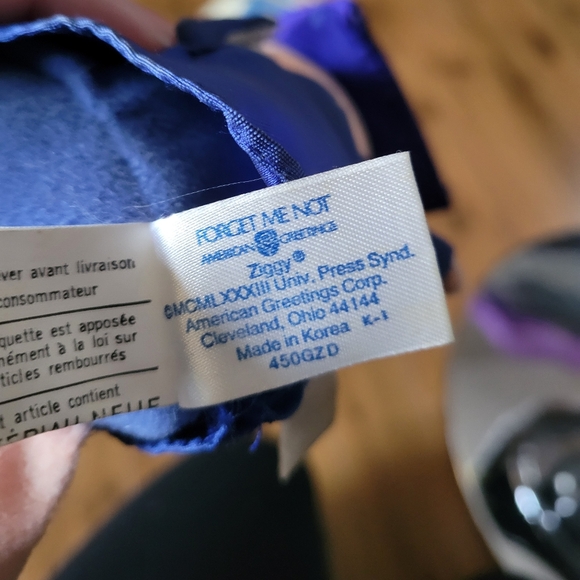 ver avant livraison
consommateur
quette est apposée
nément à la loi sur
ticles rembourrés
article contient
FORGET ME NOT
AMERICAN GREETINGS
Ziggy®
©MCMLXXXIII Univ. Press Synd.
American Greetings Corp.
Cleveland, Ohio 44144
Made in Korea K-1
450GZD